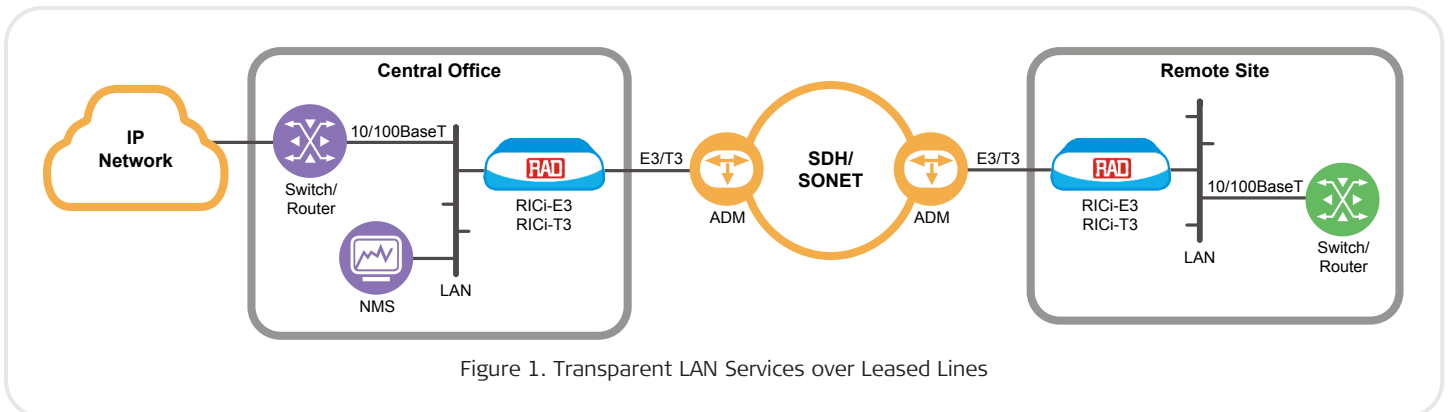 Central Office
Remote Site
IP
Network
10/100BaseT
Switch/
Router
NMS
LAN
RAD
RICi-E3
RICi-T3
E3/T3
ADM
SDH/
SONET
ADM
E3/T3
RAD
RICi-E3
RICi-T3
LAN
10/100BaseT
Switch/
Router
Figure 1. Transparent LAN Services over Leased Lines